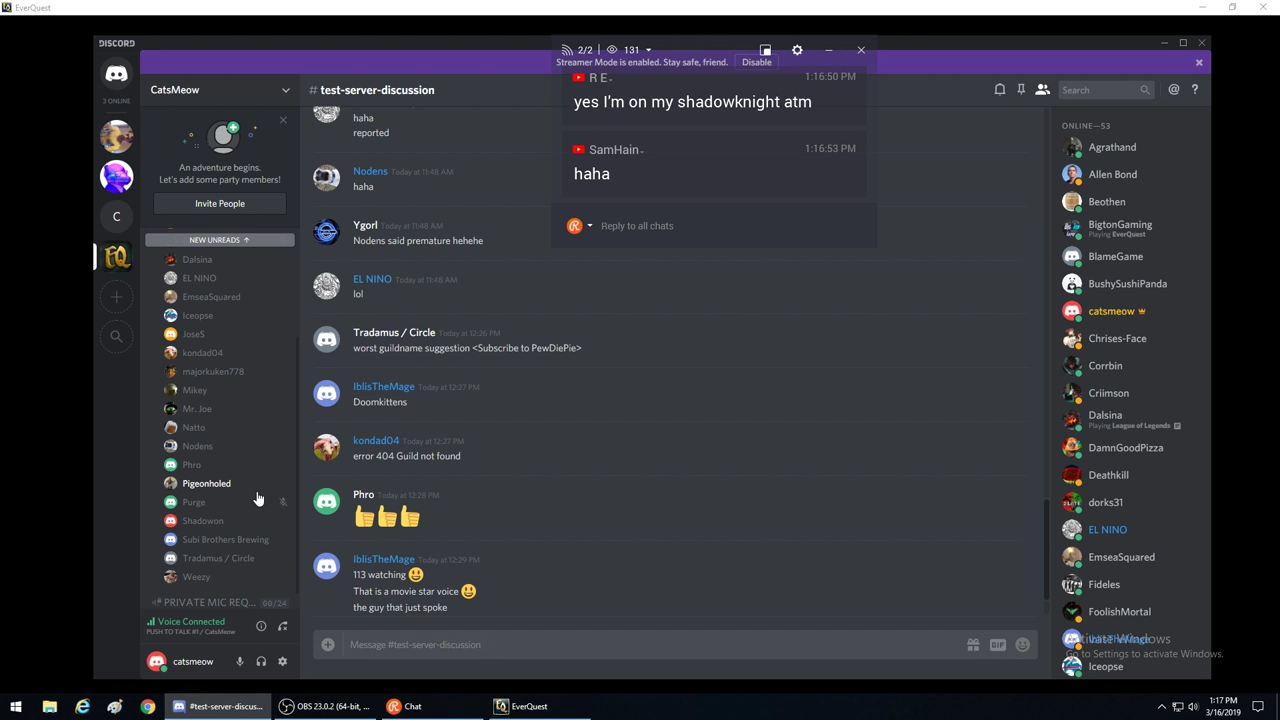 EverQuest
DISCORD
2/2 | 131
Streamer Mode is enabled. Stay safe, friend. Disable
3 ONLINE
CatsMeow
# test-server-discussion
Search
An adventure begins.
Let's add some party members!
Invite People
NEW UNREADS ↑
Dalsina
EL NINO
EmseaSquared
Iceopse
JoseS
kondad04
majorkuken778
Mikey
Mr. Joe
Natto
Nodens
Phro
Pigeonholed
Purge
Shadowon
Subi Brothers Brewing
Tradamus / Circle
Weezy
PRIVATE MIC REQ... 00/24
Voice Connected
PUSH TO TALK #1 / CatsMeow
catsmeow
C
haha
reported
Nodens Today at 11:48 AM
haha
Ygorl Today at 11:48 AM
Nodens said premature hehehe
EL NINO Today at 11:48 AM
lol
Tradamus / Circle Today at 12:26 PM
worst guildname suggestion <Subscribe to PewDiePie>
IblisTheMage Today at 12:27 PM
Doomkittens
kondad04 Today at 12:27 PM
error 404 Guild not found
Phro Today at 12:28 PM
IblisTheMage Today at 12:29 PM
113 watching
That is a movie star voice
the guy that just spoke
Message #test-server-discussion
GIF
R E 1:16:50 PM
yes I'm on my shadowknight atm
SamHain 1:16:53 PM
haha
Reply to all chats
ONLINE—53
Agrathand
Allen Bond
Beothen
BigtonGaming
Playing EverQuest
BlameGame
BushySushiPanda
catsmeow
Chrises-Face
Corrbin
Criimson
Dalsina
Playing League of Legends
DamnGoodPizza
Deathkill
dorks31
EL NINO
EmseaSquared
Fideles
FoolishMortal
Iceopse
Activate Windows
Go to Settings to activate Windows.
#test-server-discus...
OBS 23.0.2 (64-bit, ...
Chat
EverQuest
1:17 PM
3/16/2019